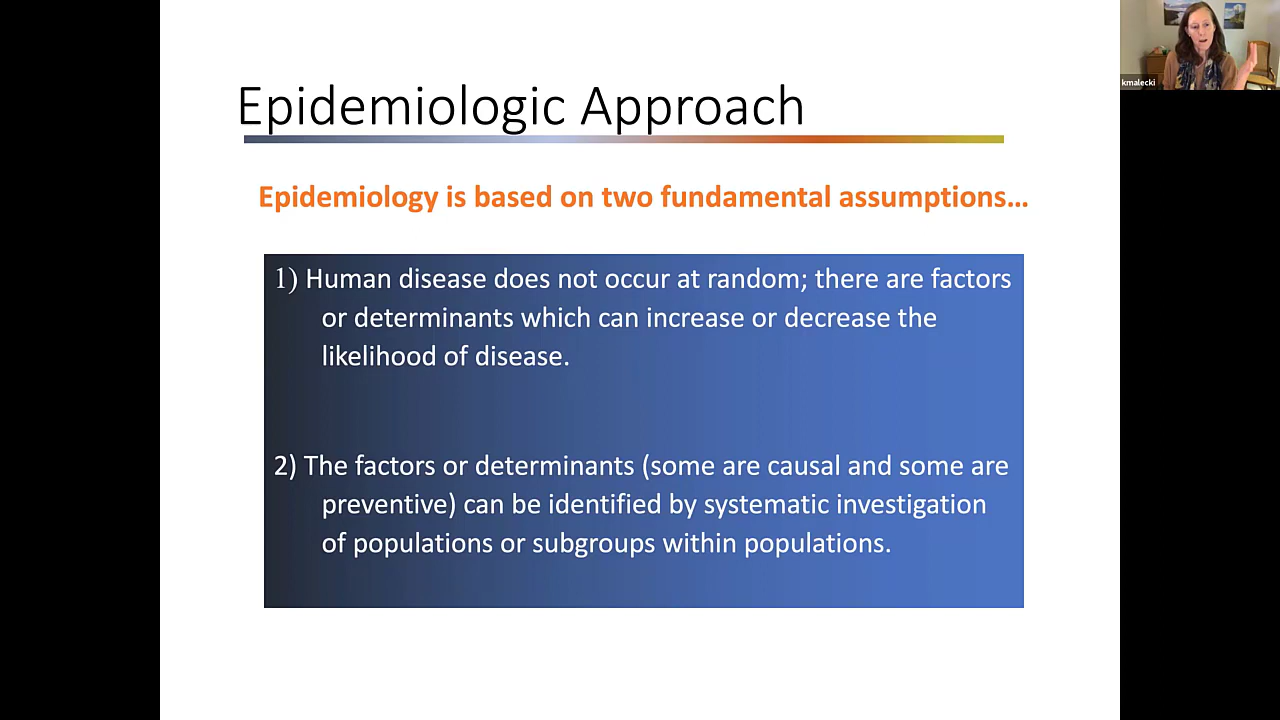 Epidemiologic Approach
kmalecki
Epidemiology is based on two fundamental assumptions…
1) Human disease does not occur at random; there are factors
or determinants which can increase or decrease the
likelihood of disease.
2) The factors or determinants (some are causal and some are
preventive) can be identified by systematic investigation
of populations or subgroups within populations.